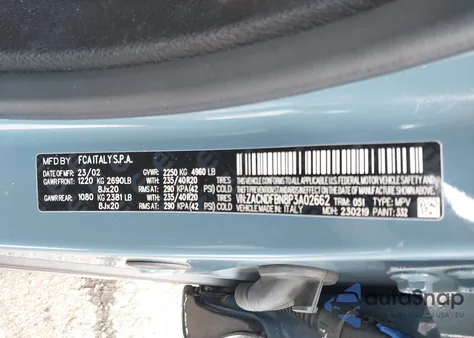 MFD BY FCA ITALY S.P.A.
DATE OF MFR 23/02 GVWR: 2250 KG 4960 LB
GAWR FRONT: 1220 KG 2690LB WITH: 235/40R20 TIRES
8Jx20 RIMS AT: 290 KPA(42 PSI) COLD
GAWR REAR: 1080 KG 2381LB WITH: 235/40R20 TIRES
8Jx20 RIMS AT: 290 KPA(42 PSI) COLD
THIS VEHICLE CONFORMS TO ALL APPLICABLE FEDERAL MOTOR VEHICLE SAFETY, BUMPER AND
THEFT PREVENTION STANDARDS IN EFFECT ON THE DATE OF MANUFACTURE SHOWN ABOVE.
VIN:ZACNDFBN8P3A02662 TRIM: 051 TYPE: MPV
MADE IN: ITALY MDH: 230219 PAINT: 332
AutoSnap